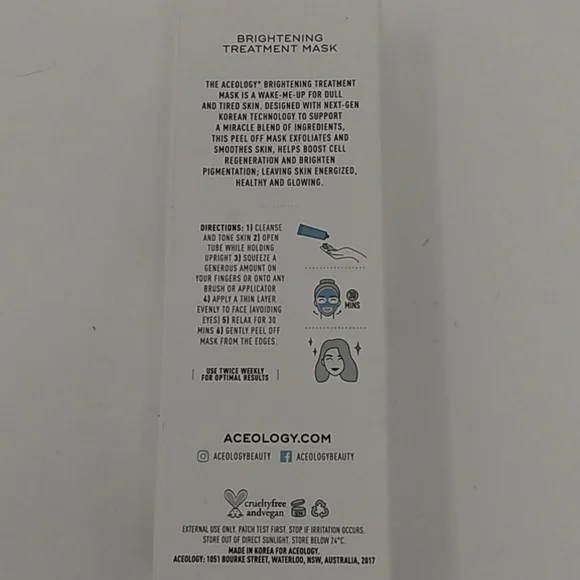 BRIGHTENING
TREATMENT MASK
THE ACEOLOGY® BRIGHTENING TREATMENT
MASK IS A WAKE-ME-UP FOR DULL
AND TIRED SKIN. DESIGNED WITH NEXT-GEN
KOREAN TECHNOLOGY TO SUPPORT
A MIRACLE BLEND OF INGREDIENTS,
THIS PEEL OFF MASK EXFOLIATES AND
SMOOTHES SKIN, HELPS BOOST CELL
REGENERATION AND BRIGHTEN
PIGMENTATION; LEAVING SKIN ENERGIZED,
HEALTHY AND GLOWING.
DIRECTIONS: 1) CLEANSE
AND TONE SKIN 2) OPEN
TUBE WHILE HOLDING
UPRIGHT 3) SQUEEZE A
GENEROUS AMOUNT ON
YOUR FINGERS OR ONTO ANY
BRUSH OR APPLICATOR
4) APPLY A THIN LAYER
EVENLY TO FACE (AVOIDING
EYES) 5) RELAX FOR 30
MINS 6) GENTLY PEEL OFF
MASK FROM THE EDGES.
30
MINS
USE TWICE WEEKLY
FOR OPTIMAL RESULTS
ACEOLOGY.COM
ACEOLOGYBEAUTY
ACEOLOGYBEAUTY
crueltyfree
andvegan
EXTERNAL USE ONLY. PATCH TEST FIRST. STOP IF IRRITATION OCCURS.
STORE OUT OF DIRECT SUNLIGHT. STORE BELOW 24°C.
MADE IN KOREA FOR ACEOLOGY.
ACEOLOGY: 1051 BOURKE STREET, WATERLOO, NSW, AUSTRALIA, 2017